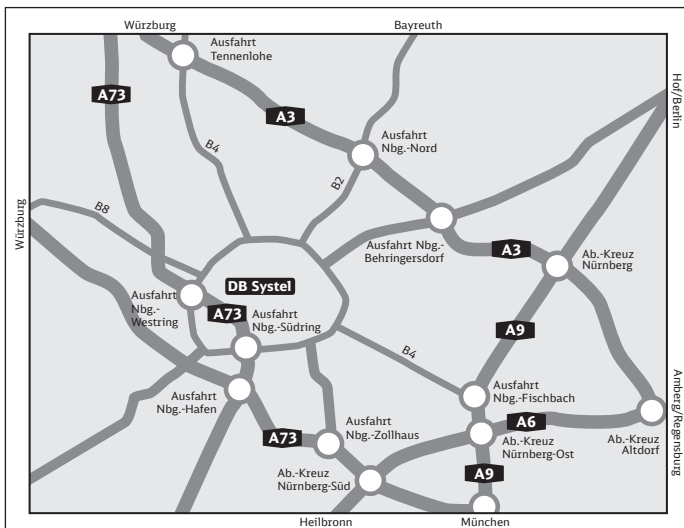 Würzburg
Bayreuth
Ausfahrt
Tennenlohe
A73
A3
Hof/Berlin
Ausfahrt
Nbg.-Nord
B4
B2
B8
Würzburg
Ausfahrt Nbg.-
Behringersdorf
A3
Ab.-Kreuz
Nürnberg
DB Systel
Ausfahrt
Nbg.-
Westring
A73
Ausfahrt
Nbg.-Südring
A9
B4
Ausfahrt
Nbg.-Hafen
Ausfahrt
Nbg.-Fischbach
Amberg/Regensburg
A73
Ausfahrt
Nbg.-Zollhaus
A6
Ab.-Kreuz
Nürnberg-Ost
Ab.-Kreuz
Altdorf
Ab.-Kreuz
Nürnberg-Süd
A9
Heilbronn
München